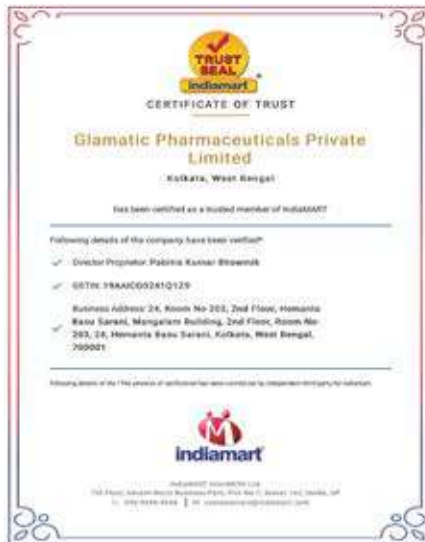 TRUST
SEAL
indiamart
CERTIFICATE OF TRUST
Glamatic Pharmaceuticals Private
Limited
Kolkata, West Bengal
has been certified as a trusted member of IndiaMART
Following details of the company have been verified*
Director/Proprietor: Pabitra Kumar Bhowmik
GSTIN:
Business Address: 24, Room No 203, 2nd Floor, Hemanta
Basu Sarani, Mangalam Building, 2nd Floor, Room No-
203, 24, Hemanta Basu Sarani, Kolkata, West Bengal,
700001
indiamart